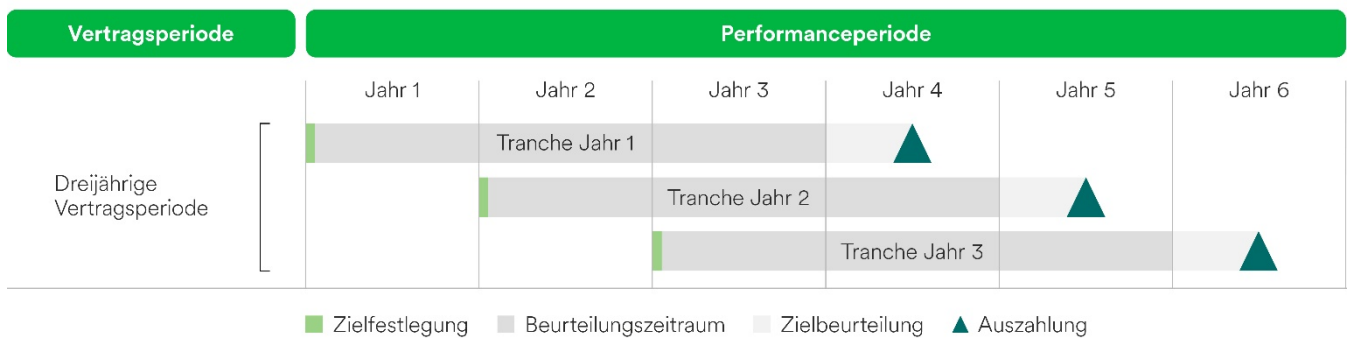 Vertragsperiode
Performanceperiode
Jahr 1
Jahr 2
Jahr 3
Jahr 4
Jahr 5
Jahr 6
Dreijährige
Vertragsperiode
Tranche Jahr 1
Tranche Jahr 2
Tranche Jahr 3
Zielfestlegung
Beurteilungszeitraum
Zielbeurteilung
Auszahlung